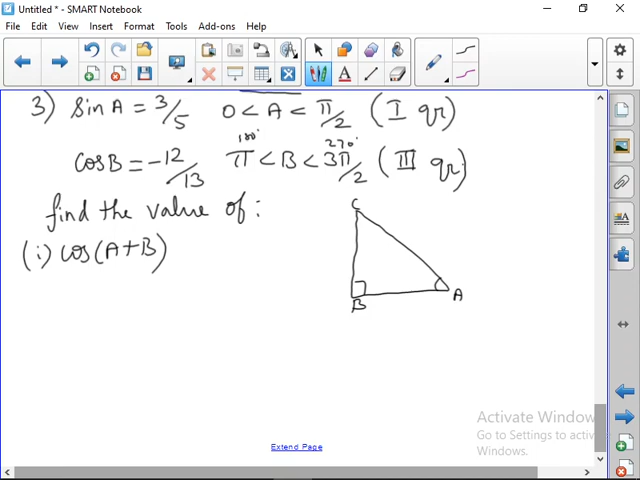 Untitled * - SMART Notebook
File Edit View Insert Format Tools Add-ons Help
3) sin A = 3/5 0 < A < π/2 (I qr)
180° 270°
cos B = -12/13 π < B < 3π/2 (III qr)
find the value of :
(i) cos(A+B)
C
B A
Activate Window
Go to Settings to activ
Windows.
Extend Page